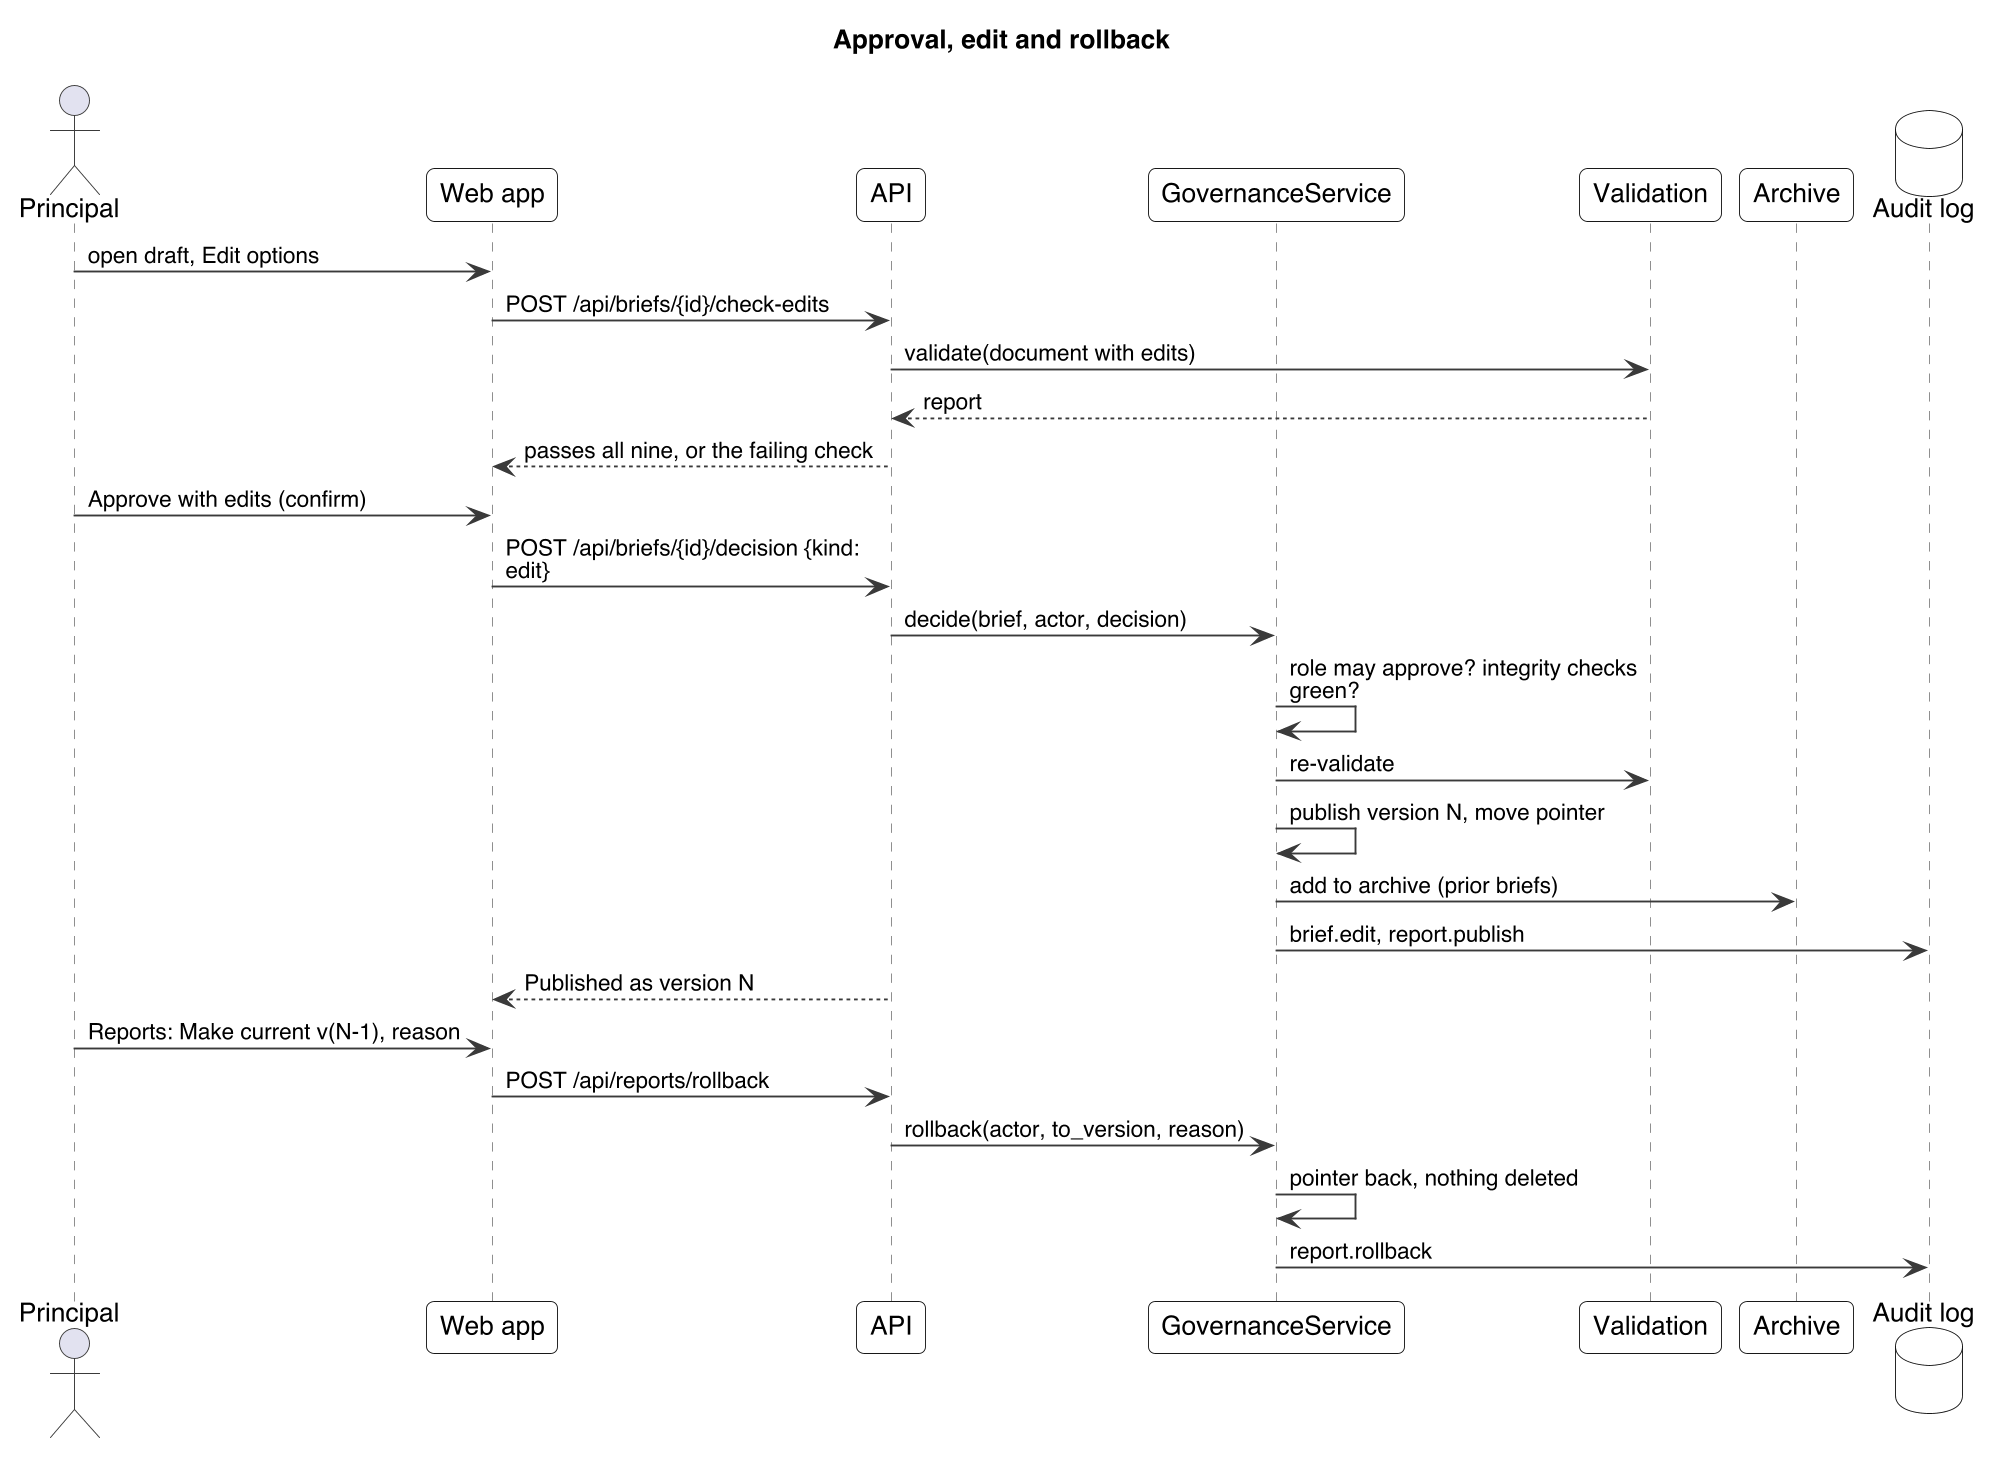 Approval, edit and rollback
Principal
Web app
API
GovernanceService
Validation
Archive
Audit log
open draft, Edit options
POST /api/briefs/{id}/check-edits
validate(document with edits)
report
passes all nine, or the failing check
Approve with edits (confirm)
POST /api/briefs/{id}/decision {kind:
edit}
decide(brief, actor, decision)
role may approve? integrity checks
green?
re-validate
publish version N, move pointer
add to archive (prior briefs)
brief.edit, report.publish
Published as version N
Reports: Make current v(N-1), reason
POST /api/reports/rollback
rollback(actor, to_version, reason)
pointer back, nothing deleted
report.rollback
Principal
Web app
API
GovernanceService
Validation
Archive
Audit log